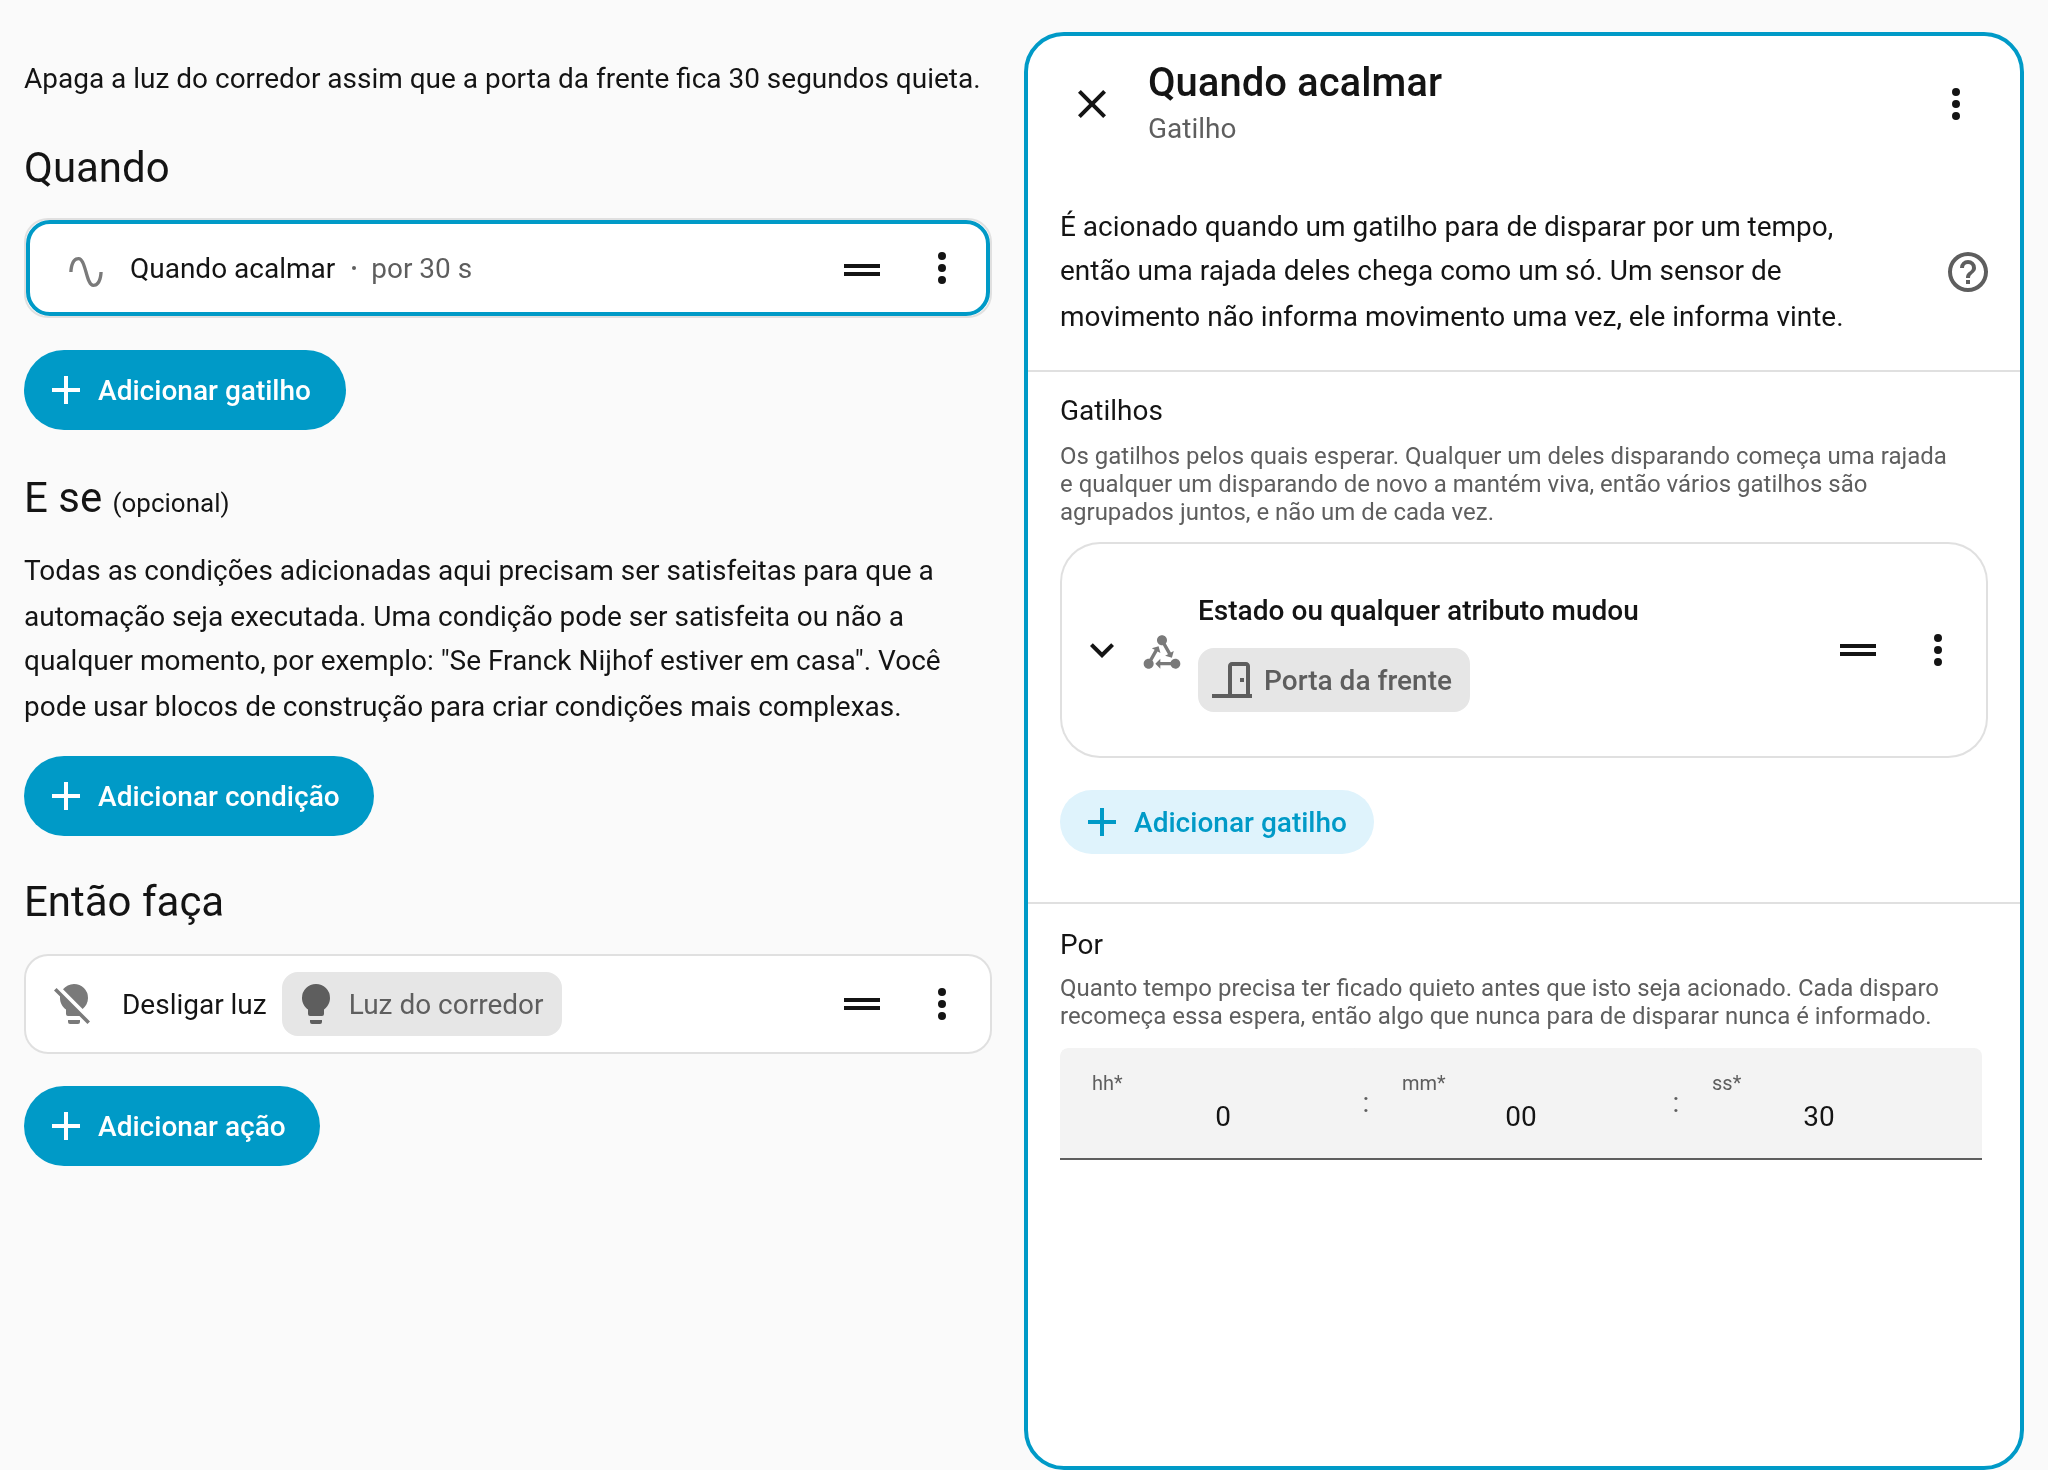 Apaga a luz do corredor assim que a porta da frente fica 30 segundos quieta.
Quando
Quando acalmar · por 30 s
Adicionar gatilho
E se (opcional)
Todas as condições adicionadas aqui precisam ser satisfeitas para que a
automação seja executada. Uma condição pode ser satisfeita ou não a
qualquer momento, por exemplo: "Se Franck Nijhof estiver em casa". Você
pode usar blocos de construção para criar condições mais complexas.
Adicionar condição
Então faça
Desligar luz Luz do corredor
Adicionar ação
Quando acalmar
Gatilho
É acionado quando um gatilho para de disparar por um tempo,
então uma rajada deles chega como um só. Um sensor de
movimento não informa movimento uma vez, ele informa vinte.
Gatilhos
Os gatilhos pelos quais esperar. Qualquer um deles disparando começa uma rajada
e qualquer um disparando de novo a mantém viva, então vários gatilhos são
agrupados juntos, e não um de cada vez.
Estado ou qualquer atributo mudou
Porta da frente
Adicionar gatilho
Por
Quanto tempo precisa ter ficado quieto antes que isto seja acionado. Cada disparo
recomeça essa espera, então algo que nunca para de disparar nunca é informado.
hh* mm* ss*
0 : 00 : 30